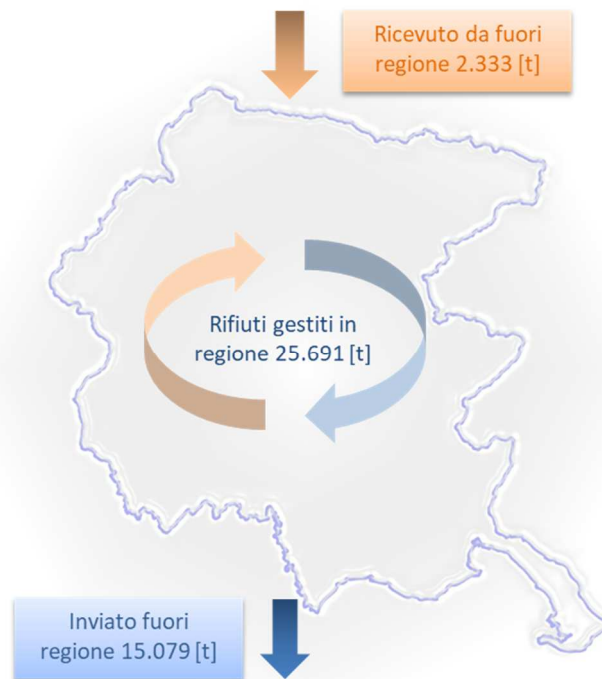 Ricevuto da fuori
regione 2.333 [t]
Rifiuti gestiti in
regione 25.691 [t]
Inviato fuori
regione 15.079 [t]